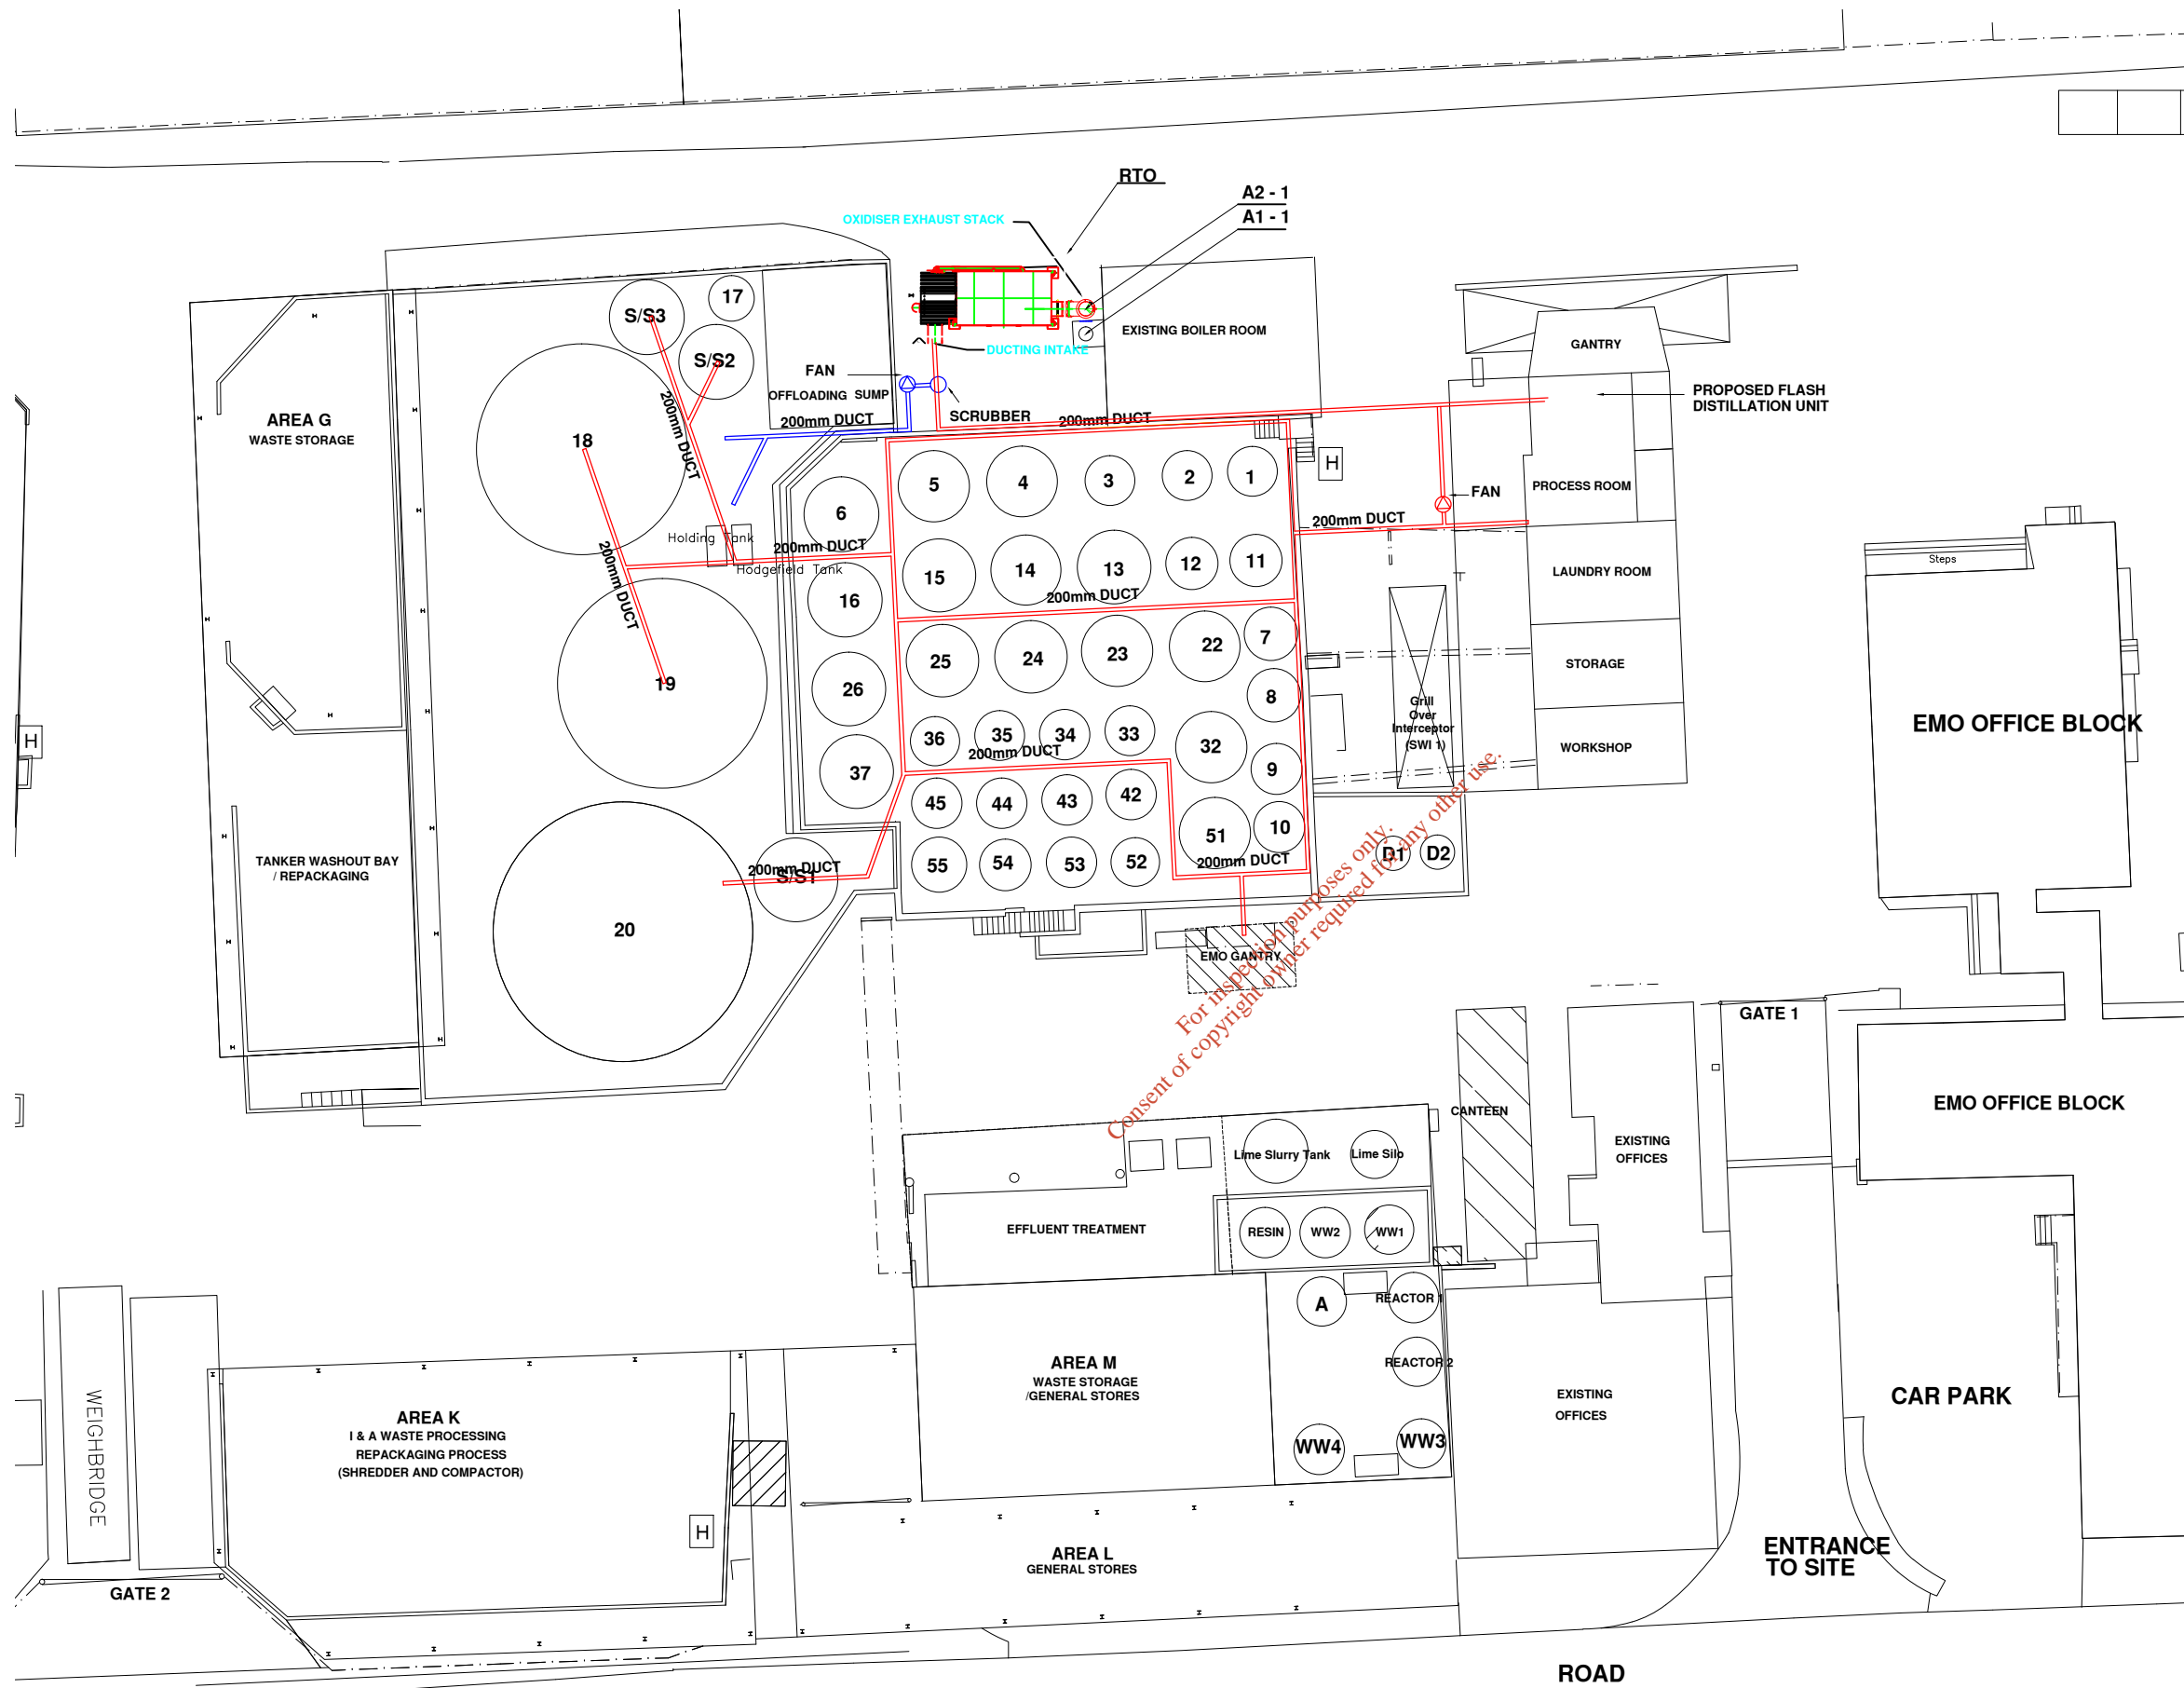 RTO
A2 - 1
A1 - 1
OXIDISER EXHAUST STACK
S/S3
17
S/S2
EXISTING BOILER ROOM
GANTRY
DUCTING INTAKE
FAN
OFFLOADING SUMP
SCRUBBER
200mm DUCT
200mm DUCT
200mm DUCT
PROPOSED FLASH
DISTILLATION UNIT
AREA G
WASTE STORAGE
18
5
4
3
2
1
H
6
FAN
PROCESS ROOM
200mm DUCT
Holding Tank
200mm DUCT
Hodgefield Tank
200mm DUCT
15
14
13
12
11
200mm DUCT
LAUNDRY ROOM
Steps
16
25
24
23
22
7
STORAGE
19
26
8
Grill
Over
Interceptor
(SWI 1)
EMO OFFICE BLOCK
H
36
35
34
33
32
200mm DUCT
WORKSHOP
37
9
45
44
43
42
51
10
D1
D2
TANKER WASHOUT BAY
/ REPACKAGING
200mm DUCT
S/S1
55
54
53
52
200mm DUCT
20
EMO GANTRY
For inspection purposes only.
Consent of copyright owner required for any other use.
GATE 1
CANTEEN
EMO OFFICE BLOCK
EXISTING
OFFICES
Lime Slurry Tank
Lime Silo
EFFLUENT TREATMENT
RESIN
WW2
WW1
A
REACTOR 1
REACTOR 2
AREA M
WASTE STORAGE
/GENERAL STORES
EXISTING
OFFICES
CAR PARK
WEIGHBRIDGE
AREA K
I & A WASTE PROCESSING
REPACKAGING PROCESS
(SHREDDER AND COMPACTOR)
WW4
WW3
H
AREA L
GENERAL STORES
ENTRANCE
TO SITE
GATE 2
ROAD